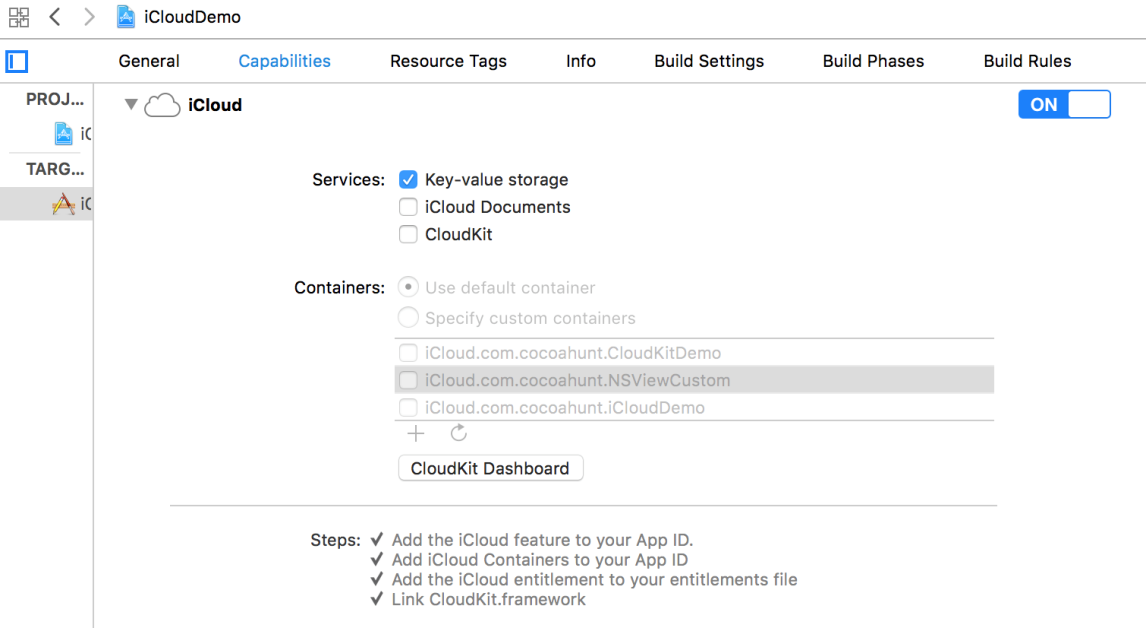 iCloudDemo
General Capabilities Resource Tags Info Build Settings Build Phases Build Rules
PROJ...
iCloud ON
iC
Services: Key-value storage
TARG...
iC
iCloud Documents
CloudKit
Containers: Use default container
Specify custom containers
iCloud.com.cocoahunt.CloudKitDemo
iCloud.com.cocoahunt.NSViewCustom
iCloud.com.cocoahunt.iCloudDemo
CloudKit Dashboard
Steps: ✓ Add the iCloud feature to your App ID.
✓ Add iCloud Containers to your App ID
✓ Add the iCloud entitlement to your entitlements file
✓ Link CloudKit.framework